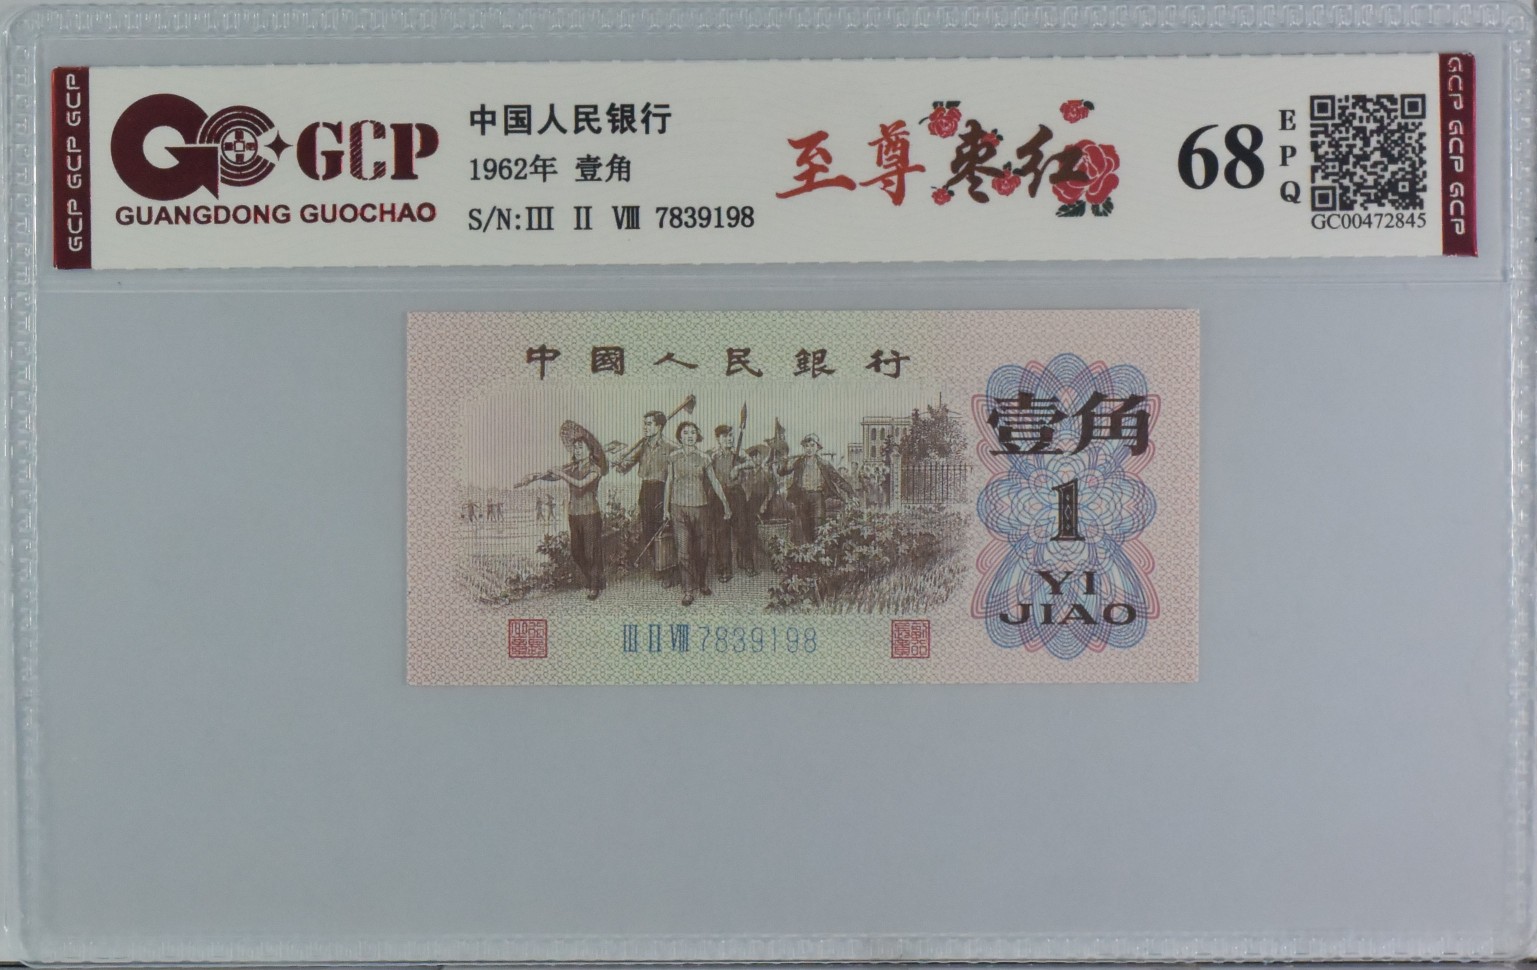 GCP GCP GCP
GCP
GUANGDONG GUOCHAO
中国人民银行
1962年 壹角
S/N:Ⅲ Ⅱ Ⅷ 7839198
至尊枣红
68
EPQ
GC00472845
GCP GCP GCP
中國人民銀行
壹角
1
YI
JIAO
Ⅲ Ⅱ Ⅷ 7839198